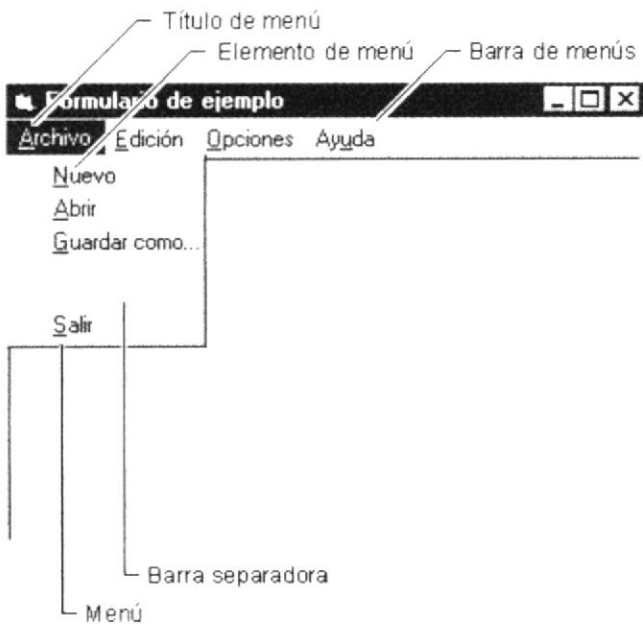 Título de menú
Elemento de menú
Barra de menús
Formulario de ejemplo
Archivo Edición Opciones Ayuda
Nuevo
Abrir
Guardar como...
Salir
Barra separadora
Menú